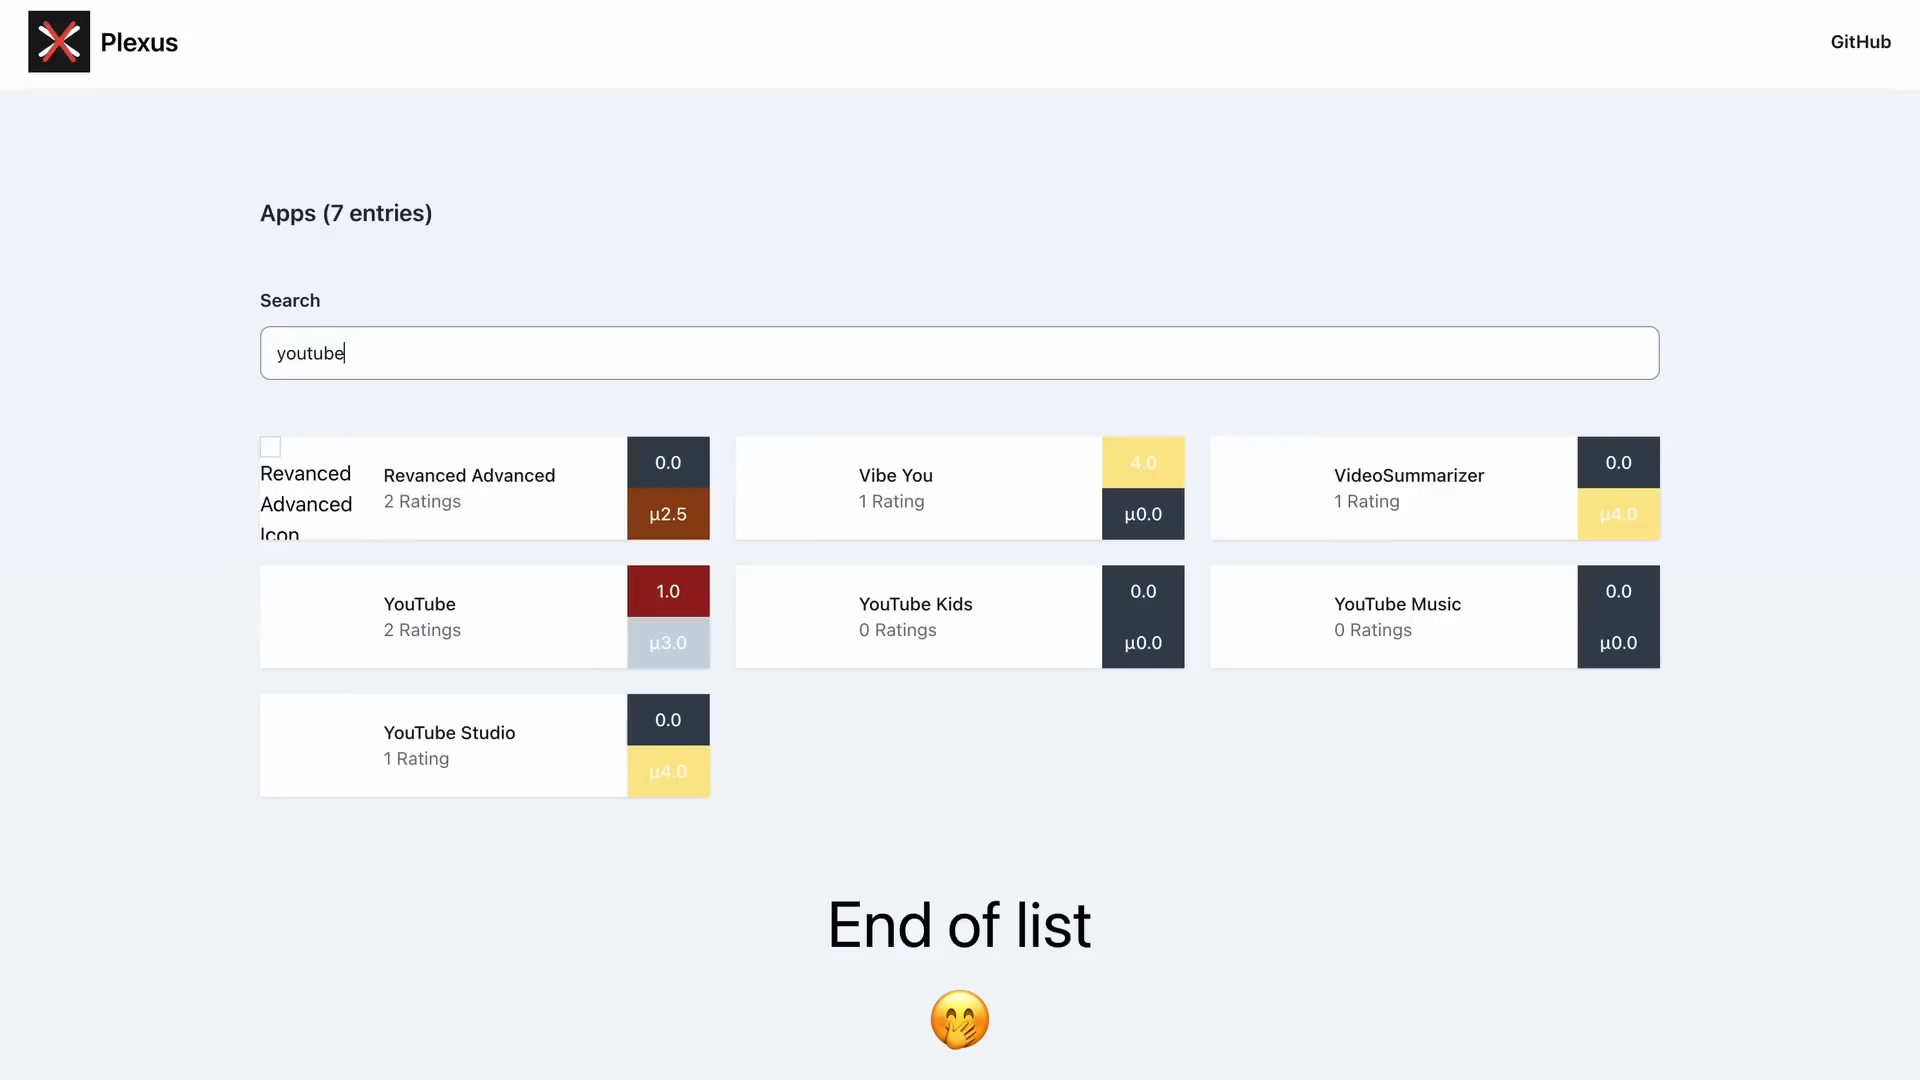 Plexus
GitHub
Apps (7 entries)
Search
youtube
Revanced
Advanced
Icon
Revanced Advanced
2 Ratings
0.0
µ2.5
Vibe You
1 Rating
4.0
µ0.0
VideoSummarizer
1 Rating
0.0
µ4.0
YouTube
2 Ratings
1.0
µ3.0
YouTube Kids
0 Ratings
0.0
µ0.0
YouTube Music
0 Ratings
0.0
µ0.0
YouTube Studio
1 Rating
0.0
µ4.0
End of list